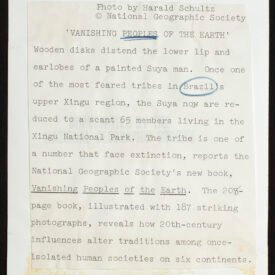 Photo by Harald Schultz
© National Geographic Society
'VANISHING PEOPLES OF THE EARTH'
Wooden disks distend the lower lip and
earlobes of a painted Suya man. Once one
of the most feared tribes in Brazil's
upper Xingu region, the Suya now are re-
duced to a scant 65 members living in the
Xingu National Park. The tribe is one of
a number that face extinction, reports the
National Geographic Society's new book,
Vanishing Peoples of the Earth. The 208-
page book, illustrated with 187 striking
photographs, reveals how 20th-century
influences alter traditions among once-
isolated human societies on six continents.